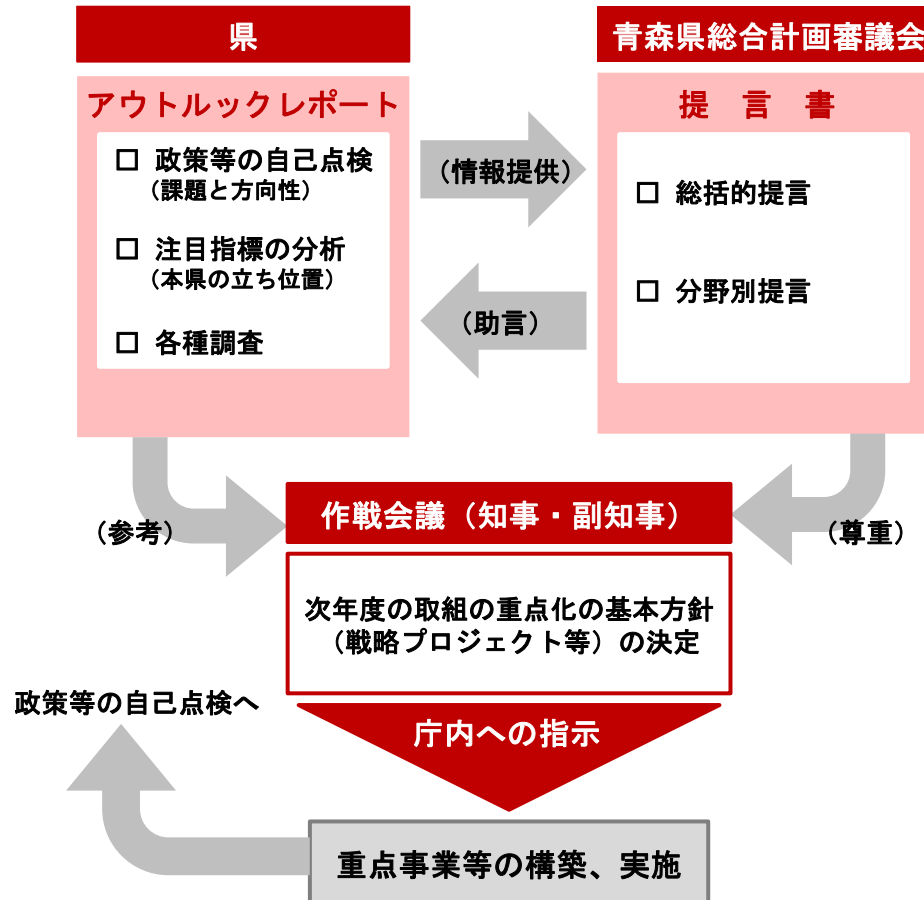 県
アウトルックレポート
□ 政策等の自己点検
（課題と方向性）
□ 注目指標の分析
（本県の立ち位置）
□ 各種調査
（情報提供）
（助言）
青森県総合計画審議会
提 言 書
□ 総括的提言
□ 分野別提言
（参考）
（尊重）
作戦会議（知事・副知事）
次年度の取組の重点化の基本方針
（戦略プロジェクト等）の決定
庁内への指示
政策等の自己点検へ
重点事業等の構築、実施